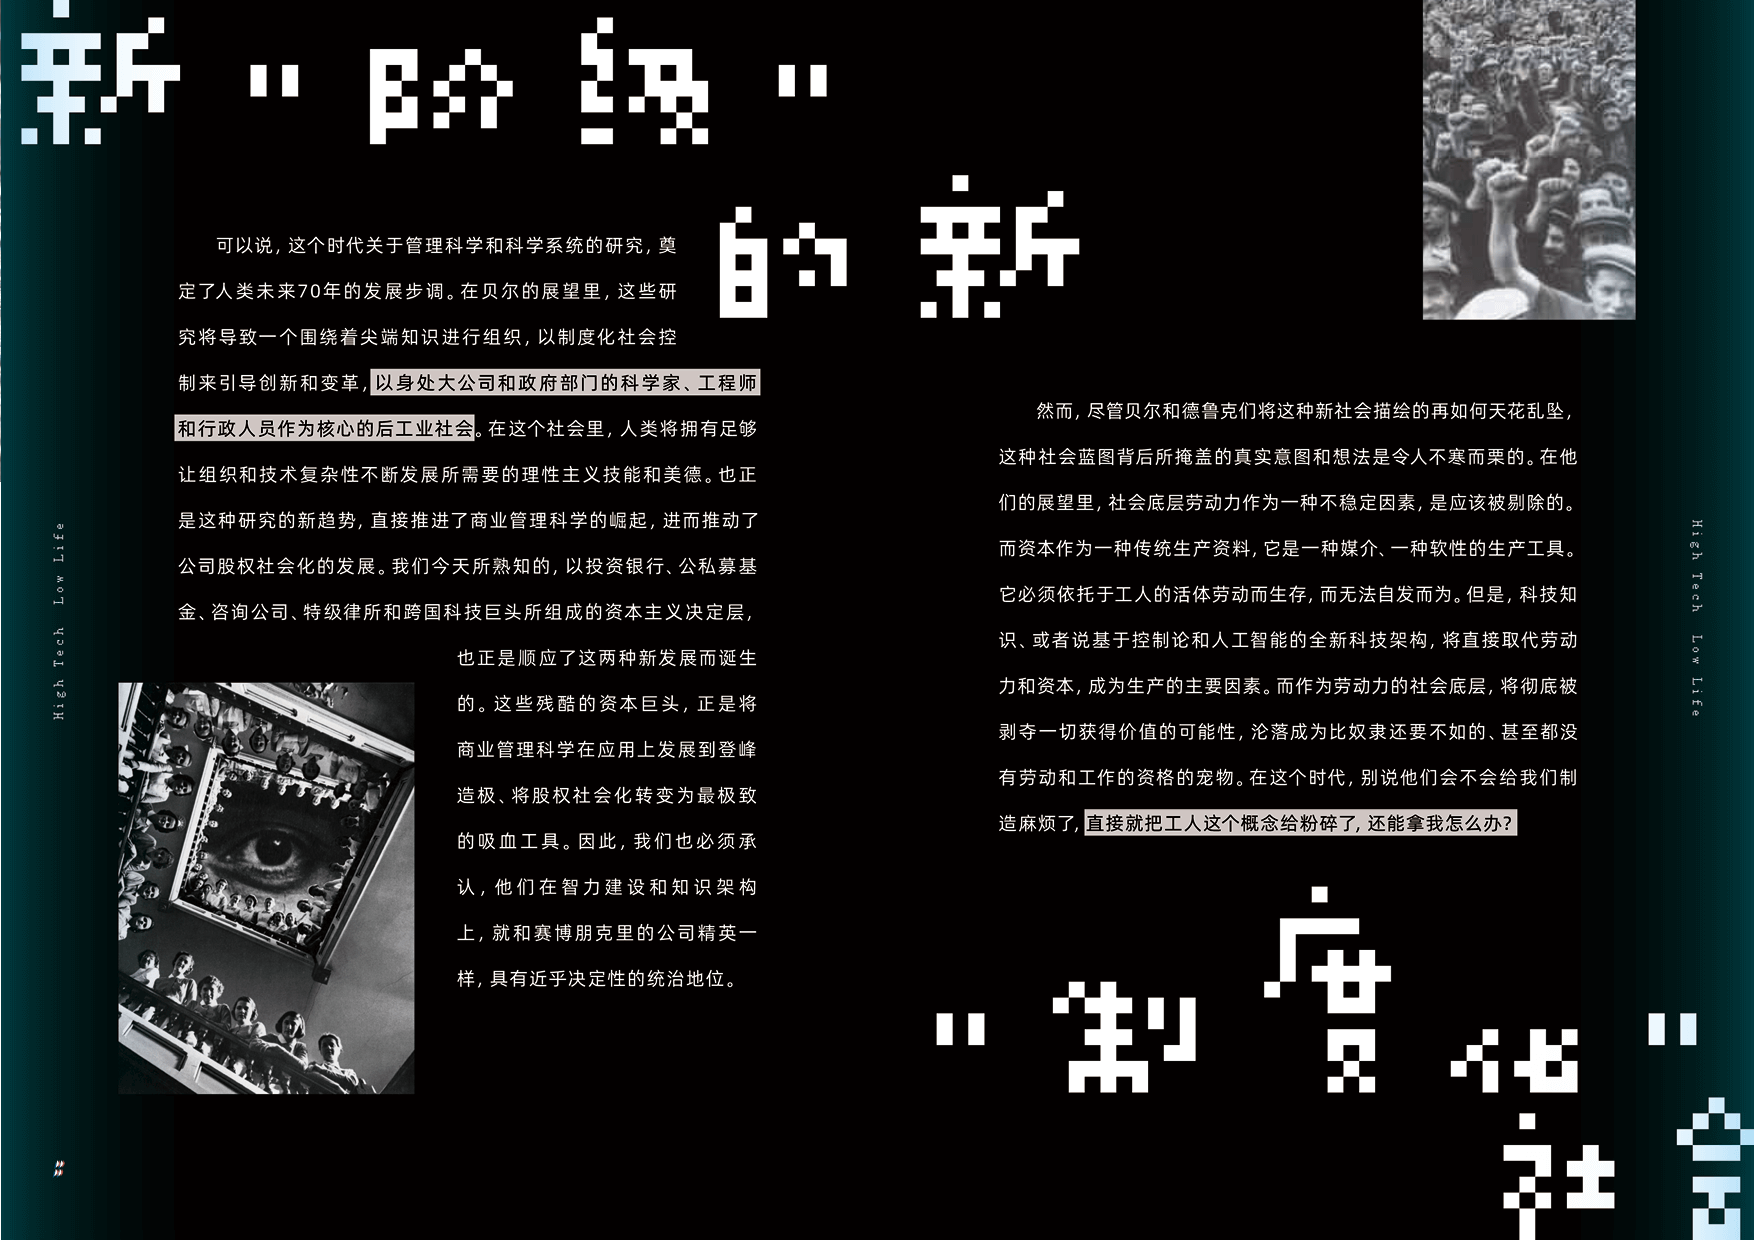 新"阶级"
的新
可以说，这个时代关于管理科学和科学系统的研究，奠
定了人类未来70年的发展步调。在贝尔的展望里，这些研
究将导致一个围绕着尖端知识进行组织，以制度化社会控
制来引导创新和变革，以身处大公司和政府部门的科学家、工程师
和行政人员作为核心的后工业社会。在这个社会里，人类将拥有足够
让组织和技术复杂性不断发展所需要的理性主义技能和美德。也正
是这种研究的新趋势，直接推进了商业管理科学的崛起，进而推动了
公司股权社会化的发展。我们今天所熟知的，以投资银行、公私募基
金、咨询公司、特级律所和跨国科技巨头所组成的资本主义决定层，
也正是顺应了这两种新发展而诞生
的。这些残酷的资本巨头，正是将
商业管理科学在应用上发展到登峰
造极、将股权社会化转变为最极致
的吸血工具。因此，我们也必须承
认，他们在智力建设和知识架构
上，就和赛博朋克里的公司精英一
样，具有近乎决定性的统治地位。
High Tech Low Life
然而，尽管贝尔和德鲁克们将这种新社会描绘的再如何天花乱坠，
这种社会蓝图背后所掩盖的真实意图和想法是令人不寒而栗的。在他
们的展望里，社会底层劳动力作为一种不稳定因素，是应该被剔除的。
而资本作为一种传统生产资料，它是一种媒介、一种软性的生产工具。
它必须依托于工人的活体劳动而生存，而无法自发而为。但是，科技知
识、或者说基于控制论和人工智能的全新科技架构，将直接取代劳动
力和资本，成为生产的主要因素。而作为劳动力的社会底层，将彻底被
剥夺一切获得价值的可能性，沦落成为比奴隶还要不如的、甚至都没
有劳动和工作的资格的宠物。在这个时代，别说他们会不会给我们制
造麻烦了，直接就把工人这个概念给粉碎了，还能拿我怎么办？
High Tech Low Life
"制度化"
社会